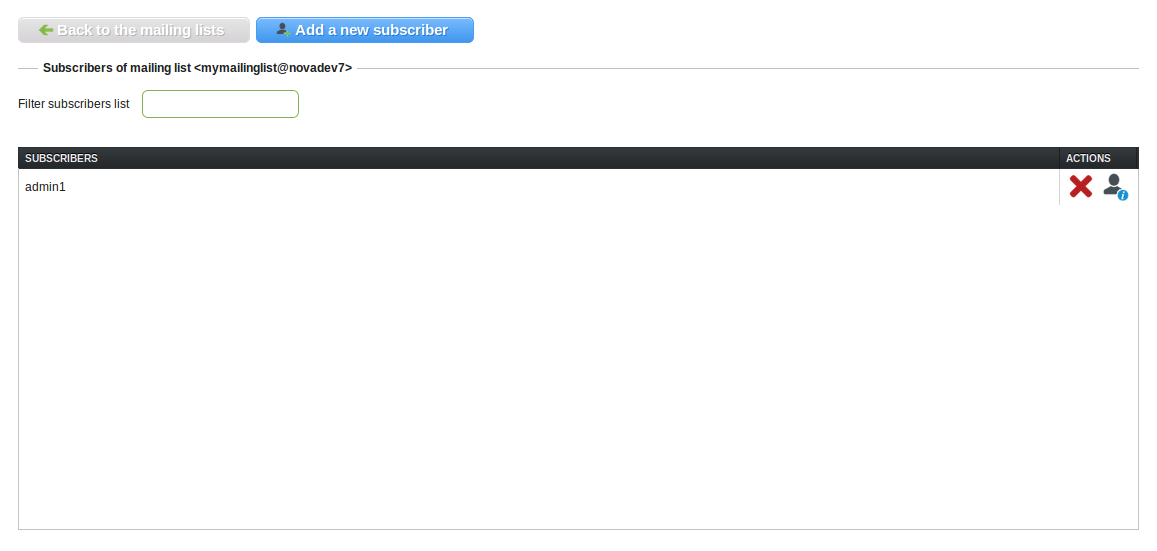 Back to the mailing lists
Add a new subscriber
Subscribers of mailing list <mymailinglist@novadev7>
Filter subscribers list
SUBSCRIBERS
ACTIONS
admin1
i